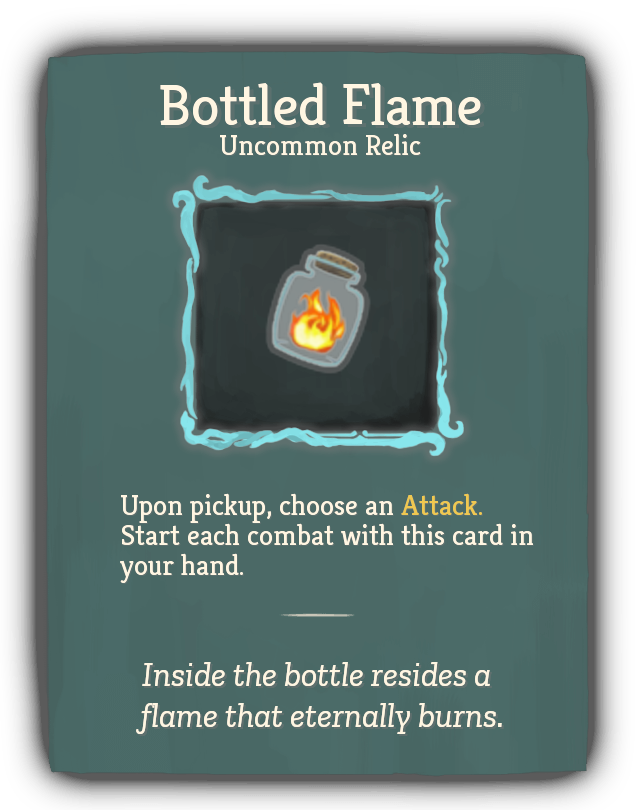 Bottled Flame
Uncommon Relic
Upon pickup, choose an Attack.
Start each combat with this card in
your hand.
Inside the bottle resides a
flame that eternally burns.